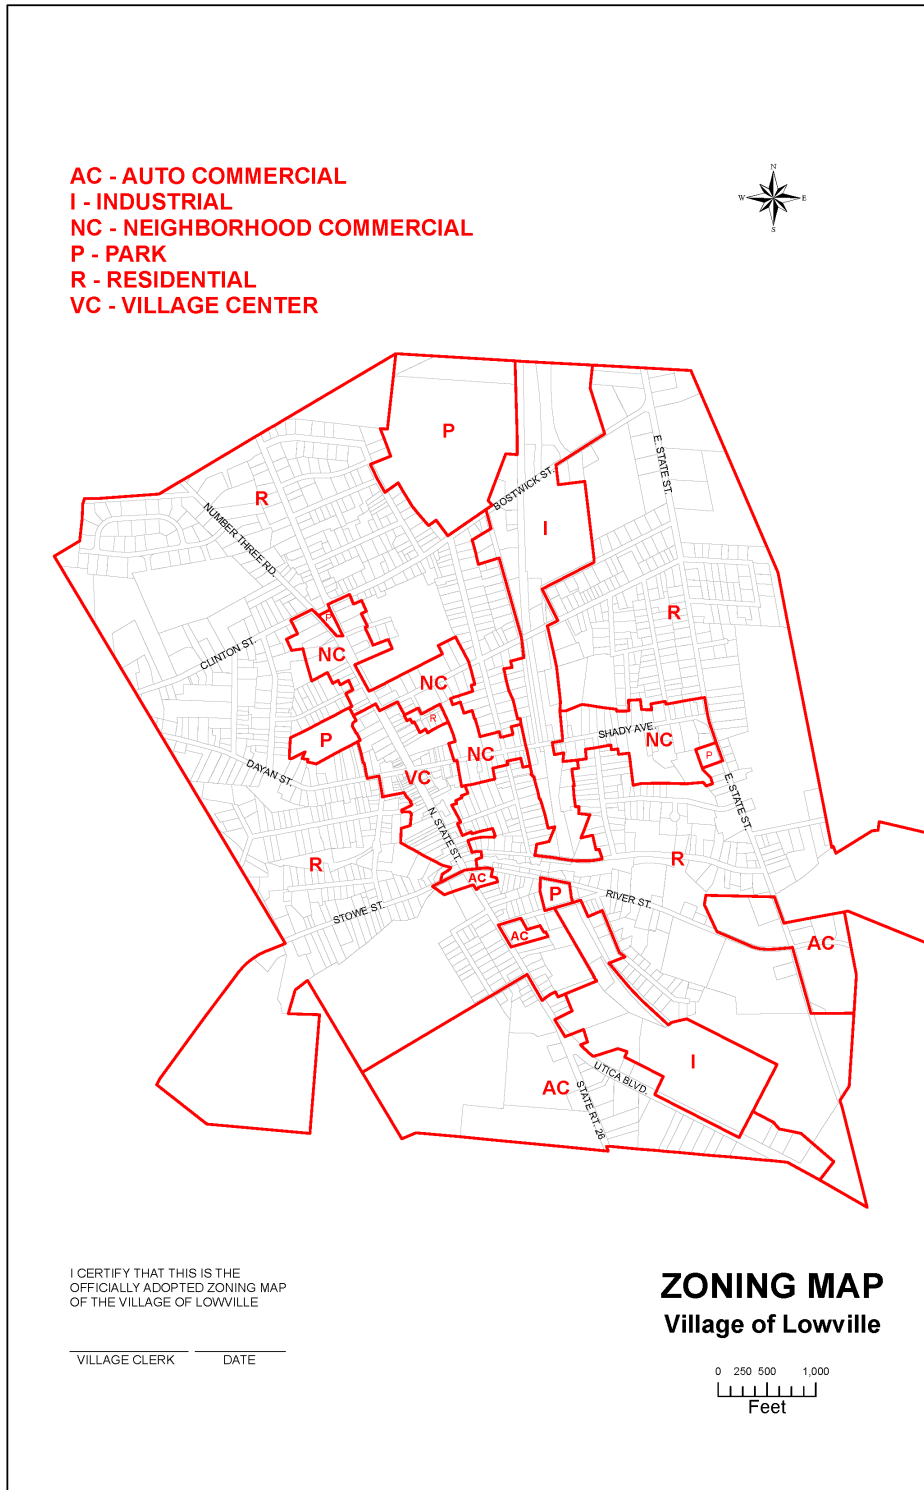 AC - AUTO COMMERCIAL
I - INDUSTRIAL
NC - NEIGHBORHOOD COMMERCIAL
P - PARK
R - RESIDENTIAL
VC - VILLAGE CENTER
N
W E
S
P
E. STATE ST.
BOSTWICK ST.
R
NUMBER THREE RD.
I
P
R
CLINTON ST.
NC
NC
R
P
SHADY AVE.
NC
NC
P
DAYAN ST.
VC
E. STATE ST.
N. STATE ST.
R
R
AC
P
RIVER ST.
STOWE ST.
AC
AC
I
UTICA BLVD.
AC
STATE RT. 26
I CERTIFY THAT THIS IS THE
OFFICIALLY ADOPTED ZONING MAP
OF THE VILLAGE OF LOWVILLE
VILLAGE CLERK DATE
ZONING MAP
Village of Lowville
0 250 500 1,000
Feet